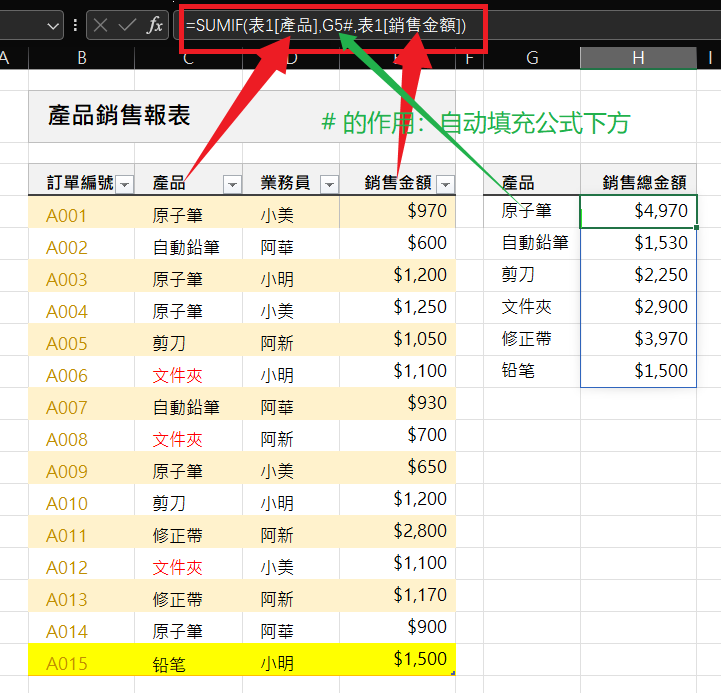 =SUMIF(表1[產品],G5#,表1[銷售金額])
A B C D F G H I
產品銷售報表
# 的作用：自动填充公式下方
訂單編號 產品 業務員 銷售金額 產品 銷售總金額
A001 原子筆 小美 $970 原子筆 $4,970
A002 自動鉛筆 阿華 $600 自動鉛筆 $1,530
A003 原子筆 小明 $1,200 剪刀 $2,250
A004 原子筆 小美 $1,250 文件夾 $2,900
A005 剪刀 阿新 $1,050 修正帶 $3,970
A006 文件夾 小明 $1,100 铅笔 $1,500
A007 自動鉛筆 阿華 $930
A008 文件夾 阿新 $700
A009 原子筆 小美 $650
A010 剪刀 小明 $1,200
A011 修正帶 阿新 $2,800
A012 文件夾 小美 $1,100
A013 修正帶 阿新 $1,170
A014 原子筆 阿華 $900
A015 铅笔 小明 $1,500